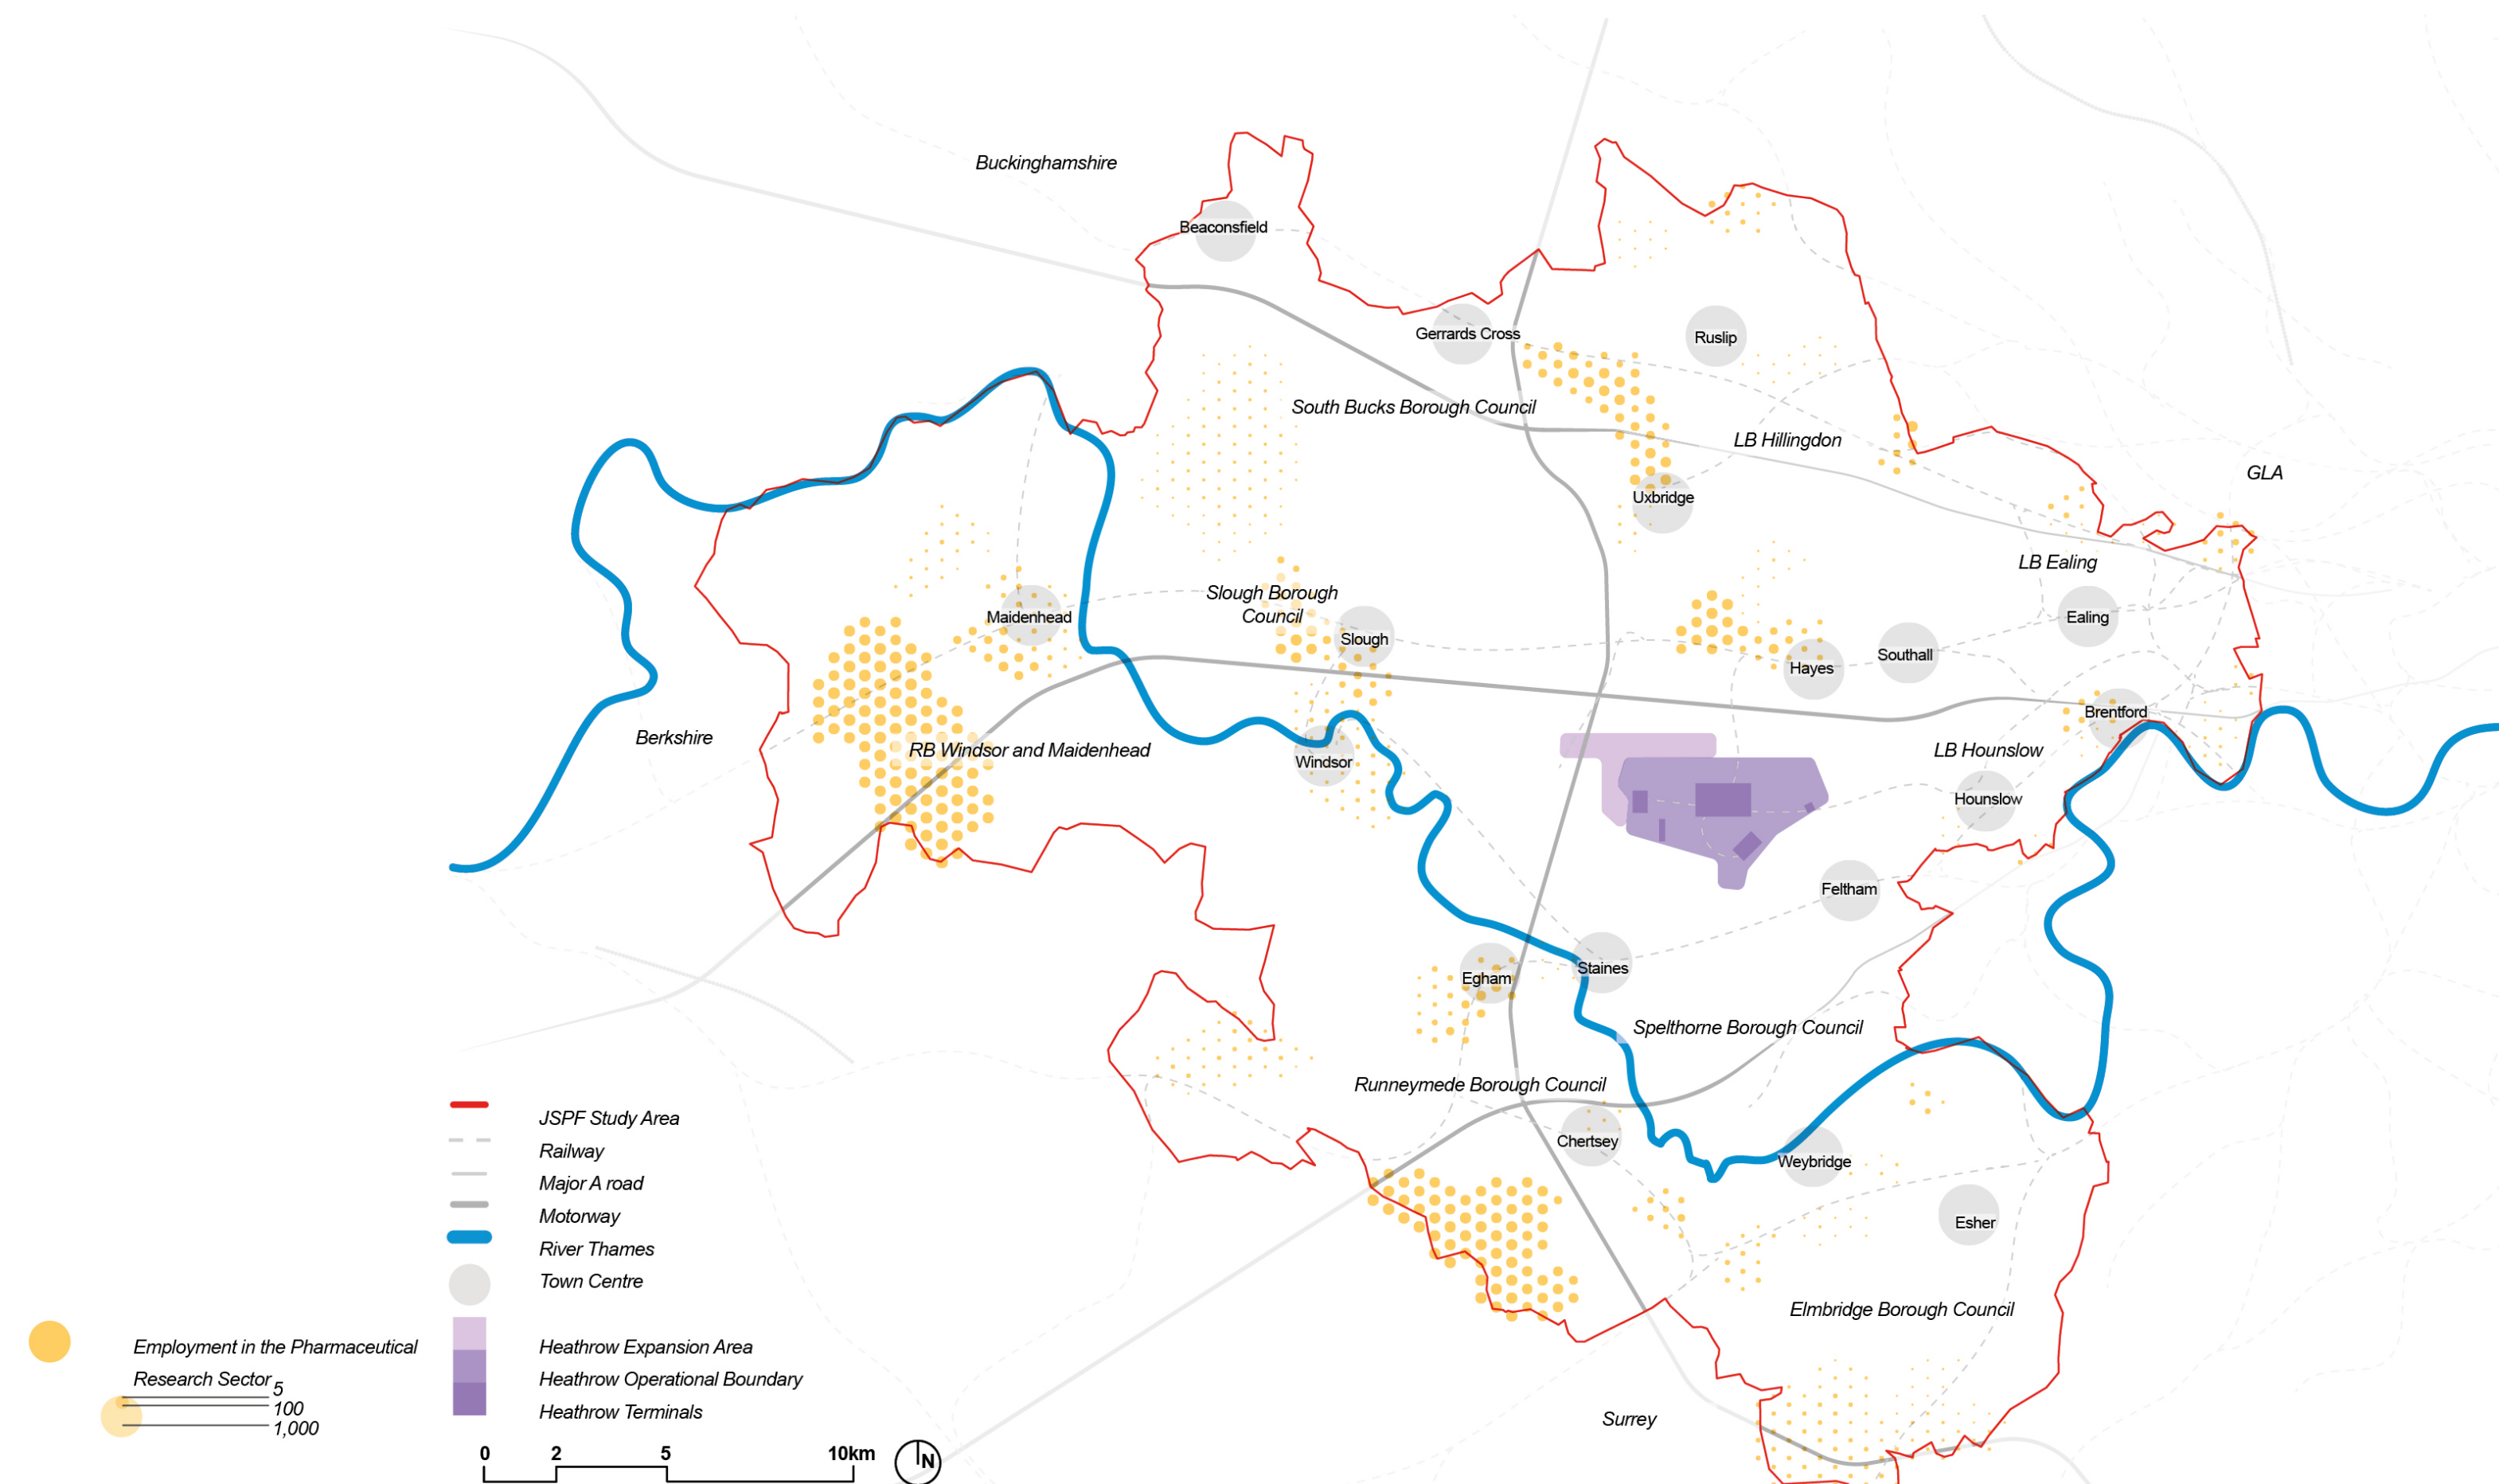 Buckinghamshire
Beaconsfield
Gerrards Cross
Ruslip
South Bucks Borough Council
LB Hillingdon
GLA
Uxbridge
LB Ealing
Slough Borough
Council
Maidenhead
Slough
Ealing
Hayes
Southall
Brentford
Berkshire
RB Windsor and Maidenhead
LB Hounslow
Windsor
Hounslow
Feltham
Egham
Staines
Spelthorne Borough Council
Runneymede Borough Council
Chertsey
Weybridge
Esher
Elmbridge Borough Council
Surrey
JSPF Study Area
Railway
Major A road
Motorway
River Thames
Town Centre
Heathrow Expansion Area
Heathrow Operational Boundary
Heathrow Terminals
Employment in the Pharmaceutical
Research Sector
5
100
1,000
0 2 5 10km
N